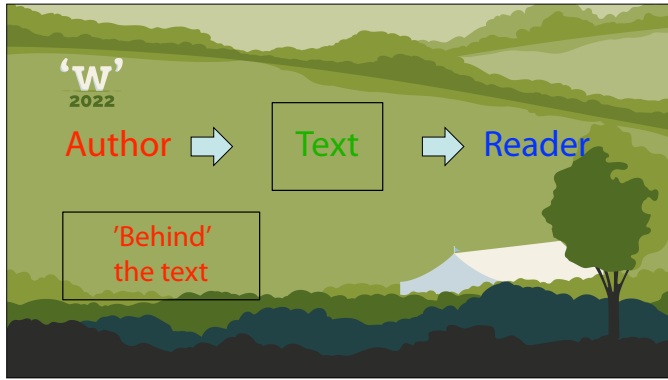 ‘w’
2022
Author
Text
Reader
’Behind’
the text